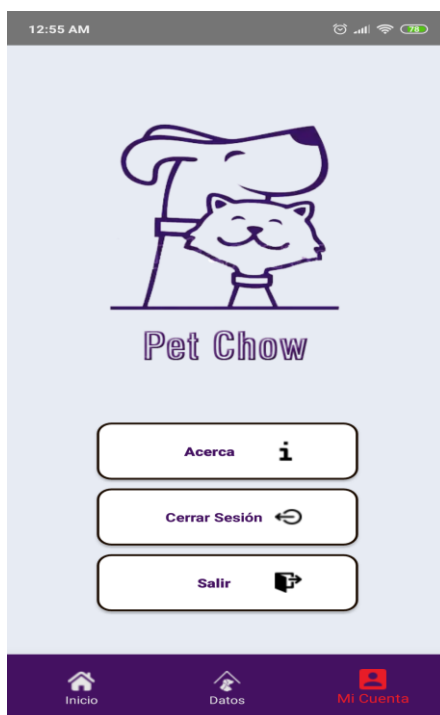 12:55 AM
78
Pet Chow
Acerca
Cerrar Sesión
Salir
Inicio
Datos
Mi Cuenta